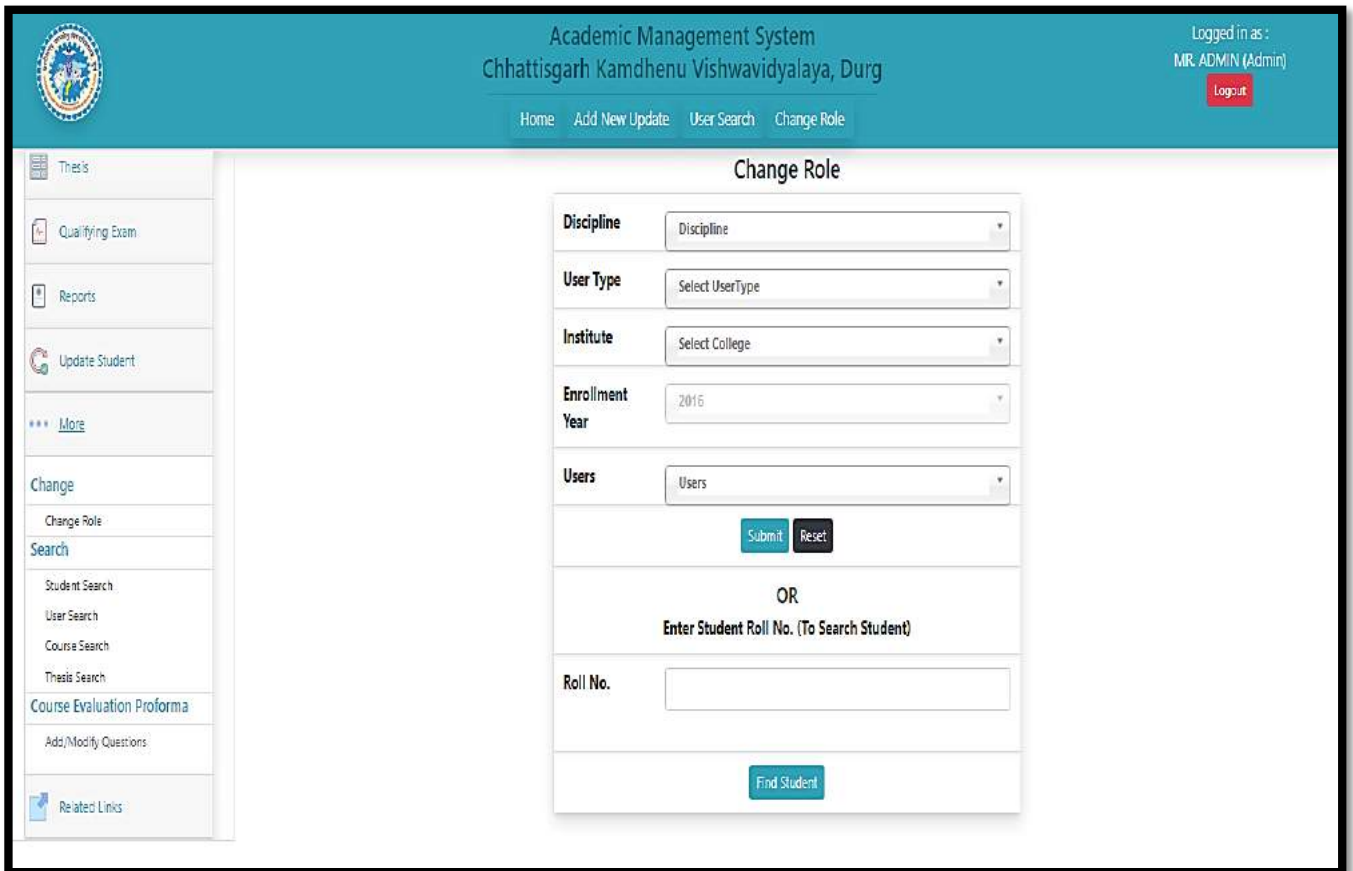 Academic Management System
Chhattisgarh Kamdhenu Vishwavidyalaya, Durg
Home Add New Update User Search Change Role
Logged in as :
MR. ADMIN (Admin)
Logout
Thesis
Qualifying Exam
Reports
Update Student
More
Change
Change Role
Search
Student Search
User Search
Course Search
Thesis Search
Course Evaluation Proforma
Add/Modify Questions
Related Links
Change Role
Discipline Discipline
User Type Select UserType
Institute Select College
Enrollment
Year
2016
Users Users
Submit Reset
OR
Enter Student Roll No. (To Search Student)
Roll No.
Find Student